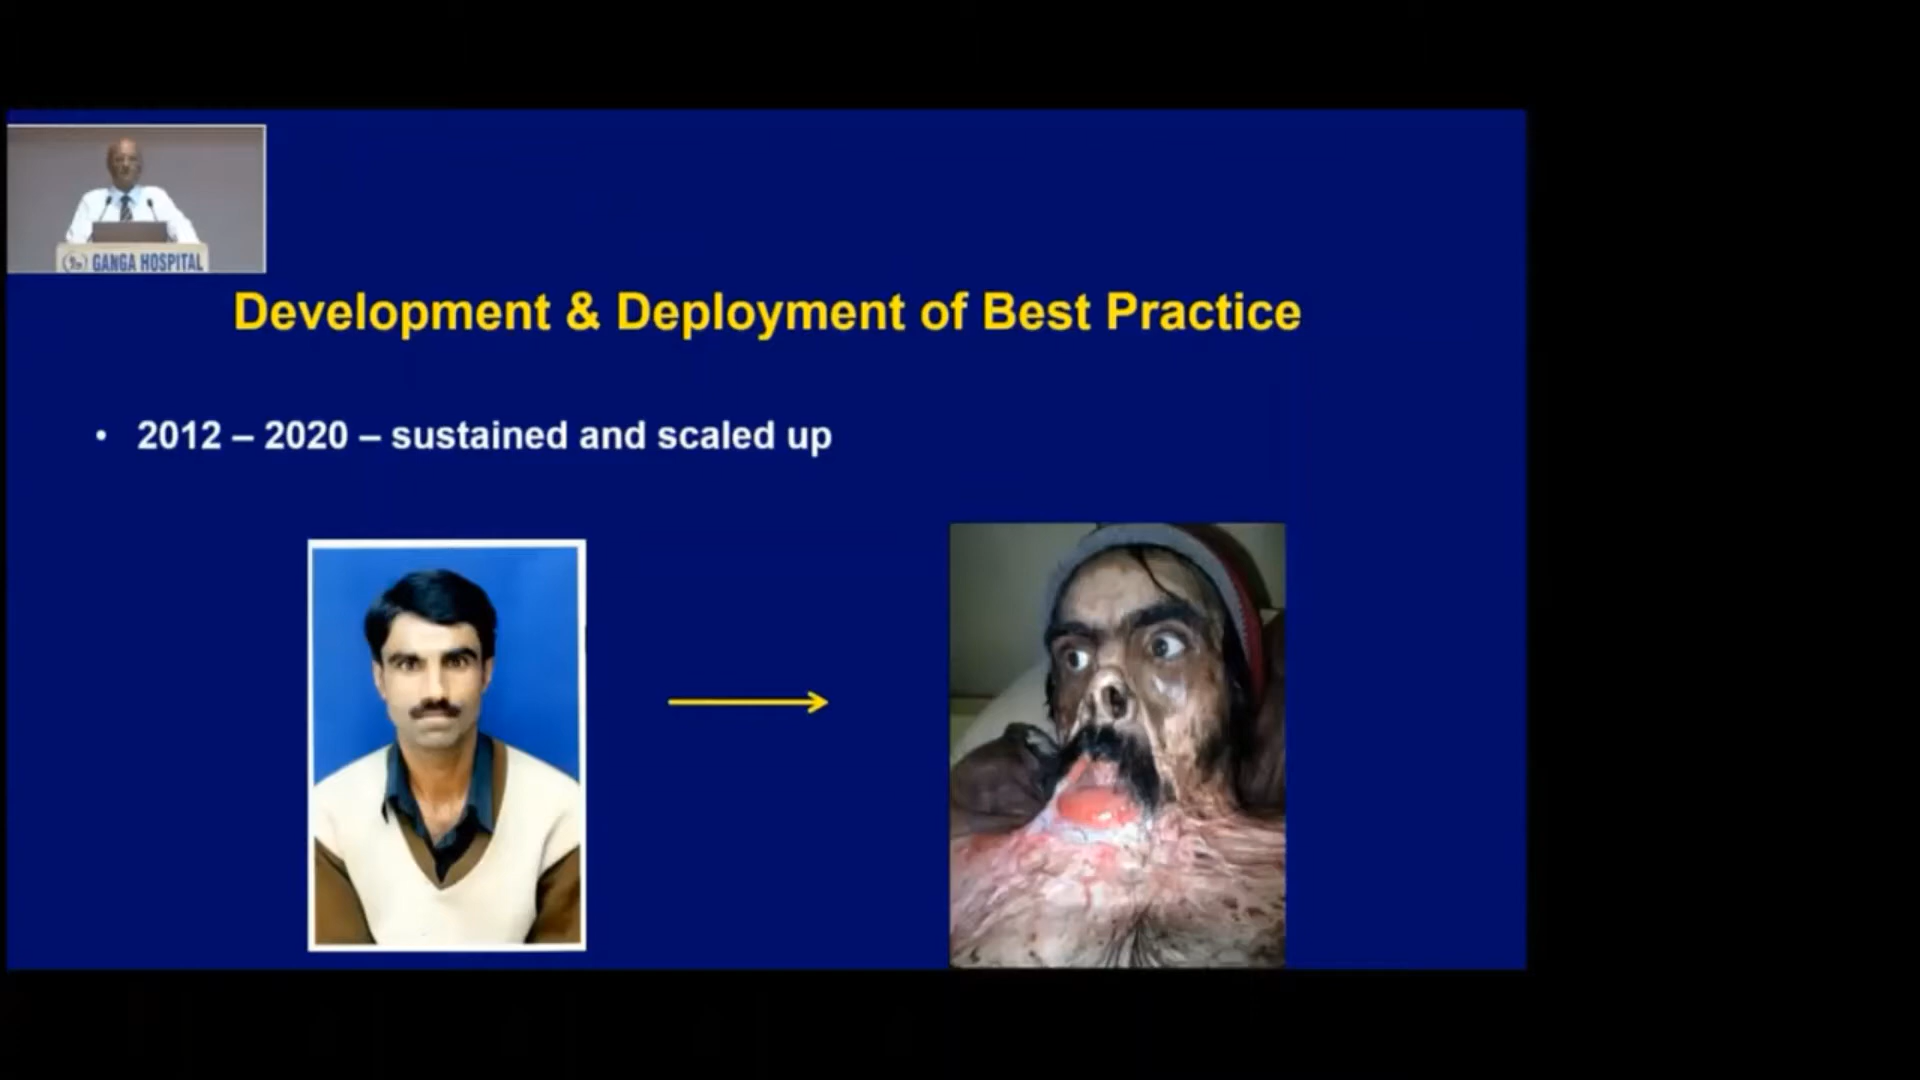 GANGA HOSPITAL
Development & Deployment of Best Practice
• 2012 – 2020 – sustained and scaled up